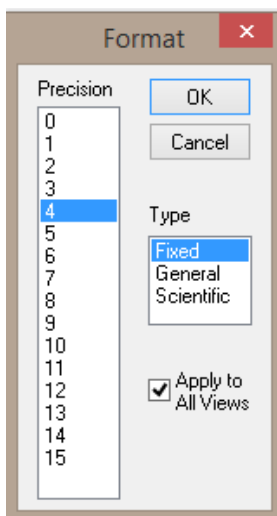 Format
×
Precision
0
1
2
3
4
5
6
7
8
9
10
11
12
13
14
15
OK
Cancel
Type
Fixed
General
Scientific
Apply to
All Views